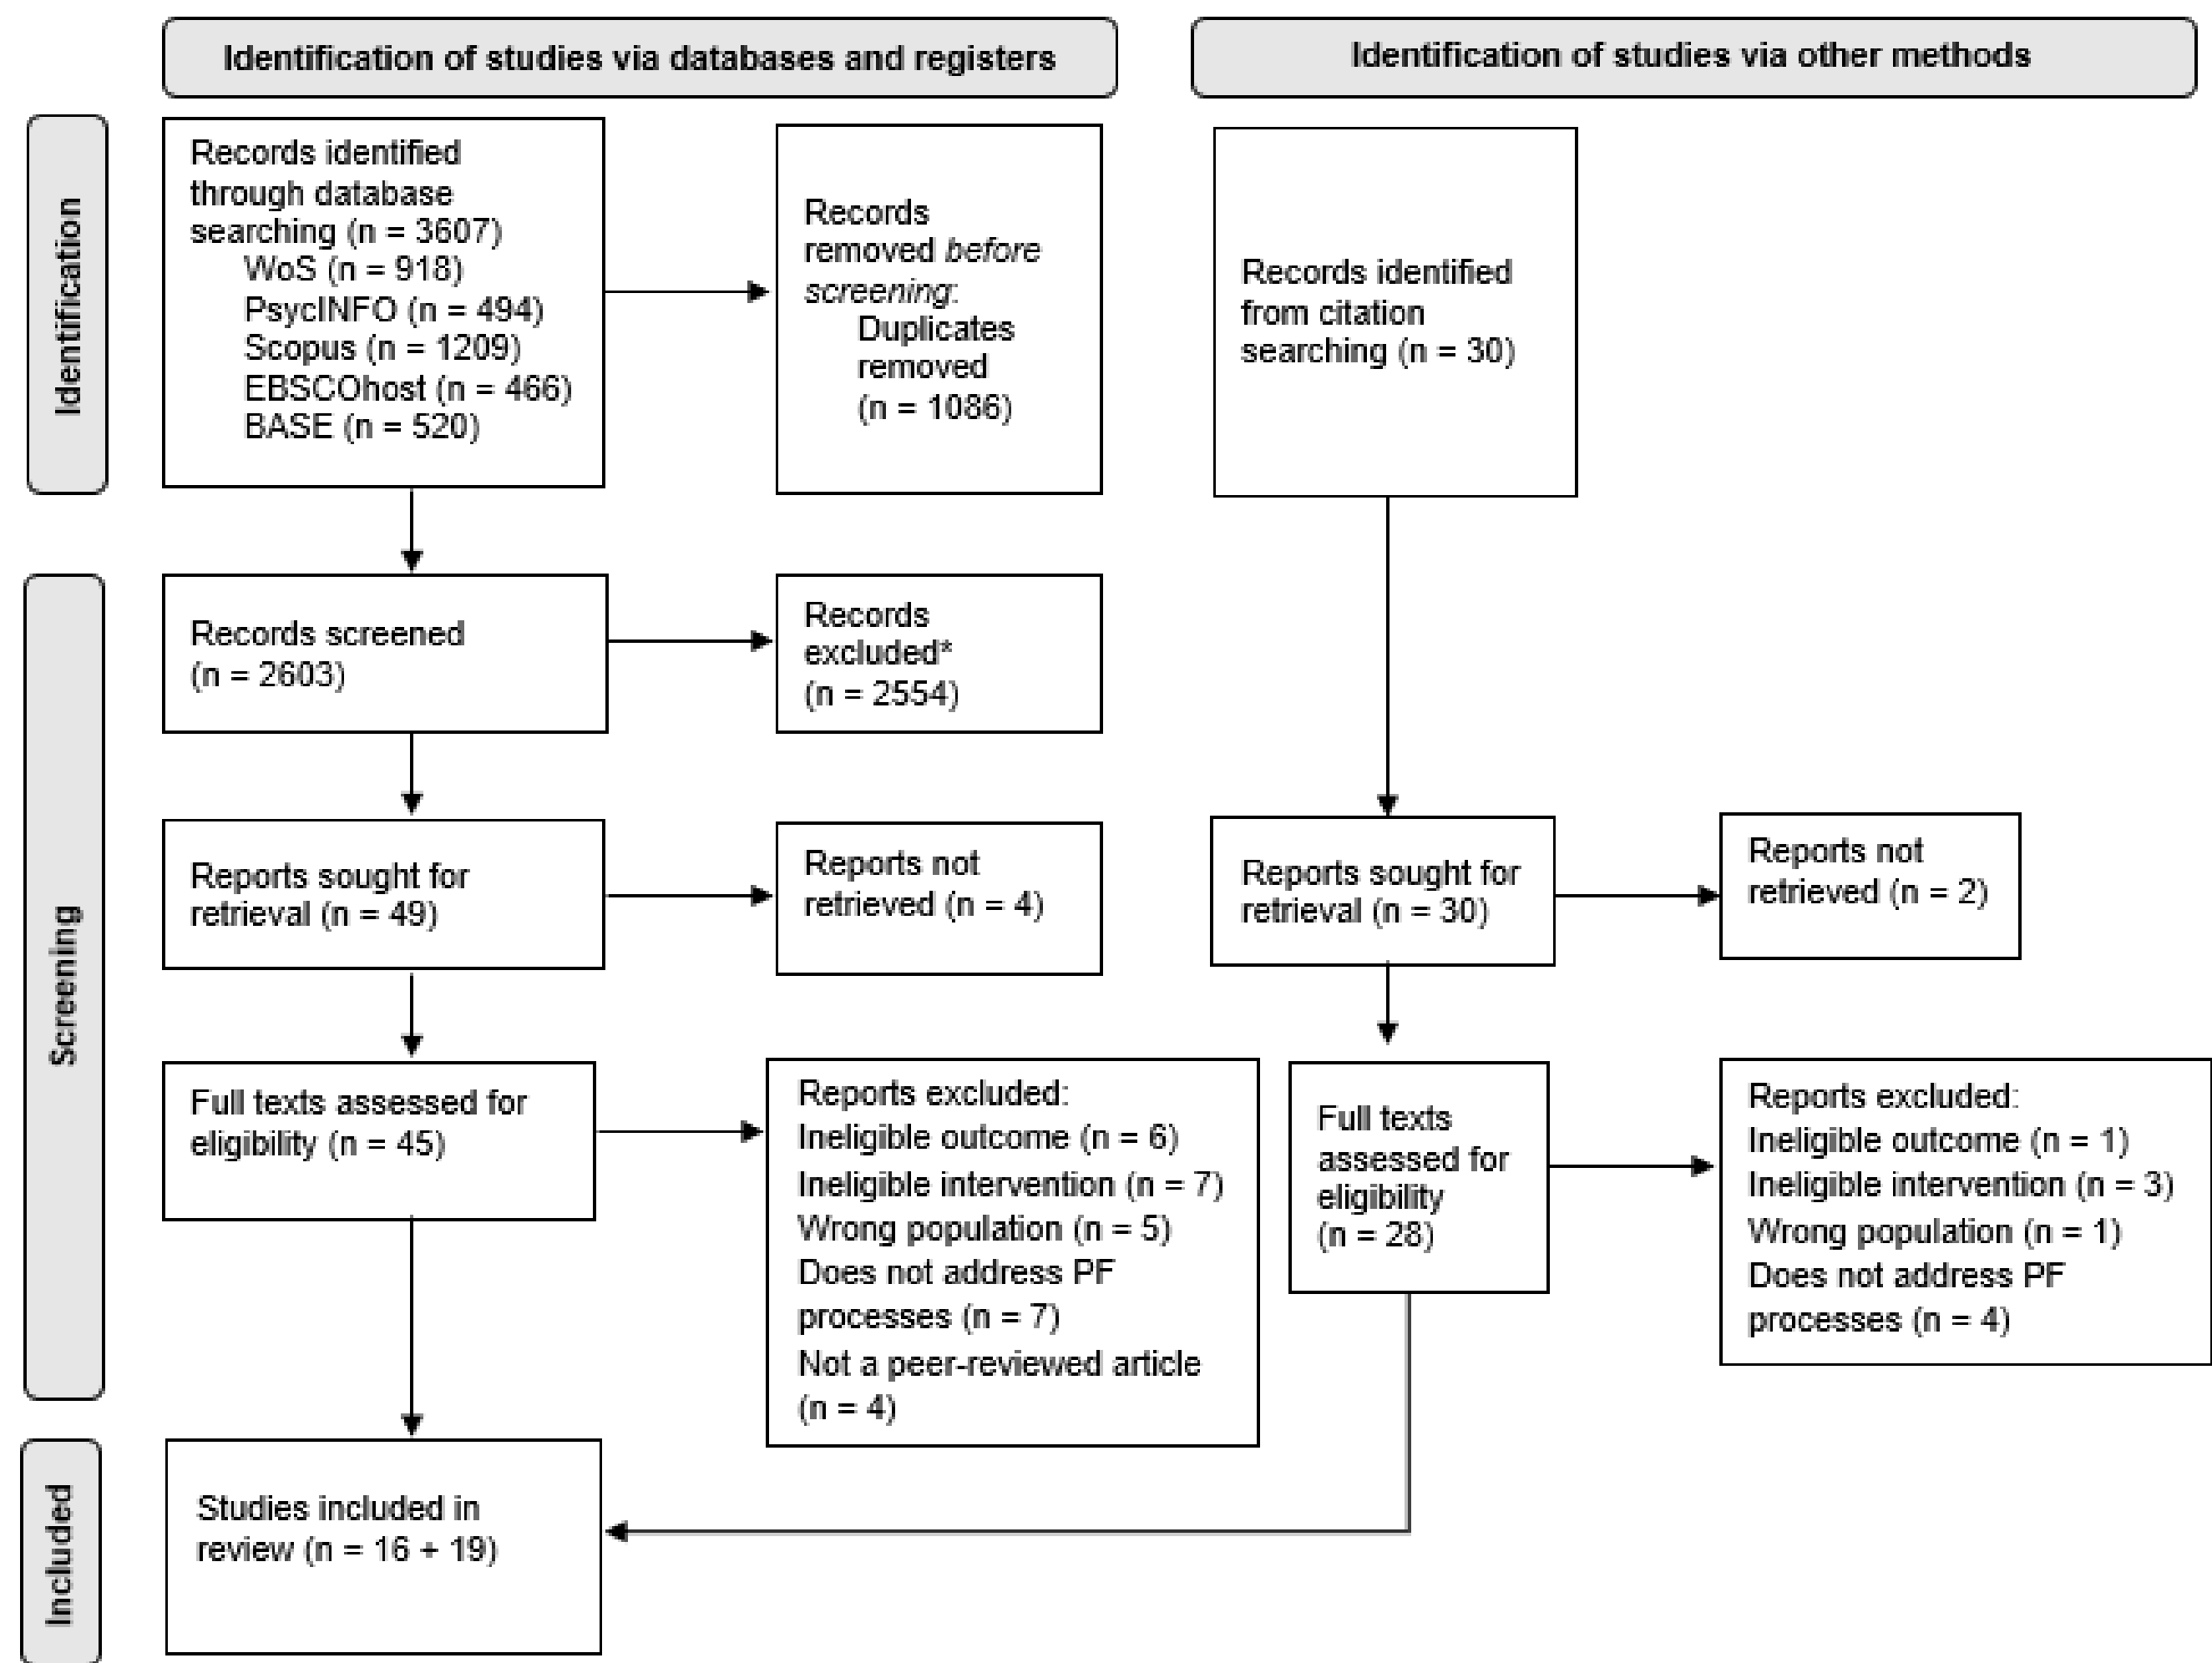 Identification of studies via databases and registers
Identification of studies via other methods
Identification
Records identified
through database
searching (n = 3607)
WoS (n = 918)
PsycINFO (n = 494)
Scopus (n = 1209)
EBSCOhost (n = 466)
BASE (n = 520)
Records
removed before
screening:
Duplicates
removed
(n = 1086)
Records identified
from citation
searching (n = 30)
Screening
Records screened
(n = 2603)
Records
excluded*
(n = 2554)
Reports sought for
retrieval (n = 49)
Reports not
retrieved (n = 4)
Reports sought for
retrieval (n = 30)
Reports not
retrieved (n = 2)
Full texts assessed for
eligibility (n = 45)
Reports excluded:
Ineligible outcome (n = 6)
Ineligible intervention (n = 7)
Wrong population (n = 5)
Does not address PF
processes (n = 7)
Not a peer-reviewed article
(n = 4)
Full texts
assessed for
eligibility
(n = 28)
Reports excluded:
Ineligible outcome (n = 1)
Ineligible intervention (n = 3)
Wrong population (n = 1)
Does not address PF
processes (n = 4)
Included
Studies included in
review (n = 16 + 19)